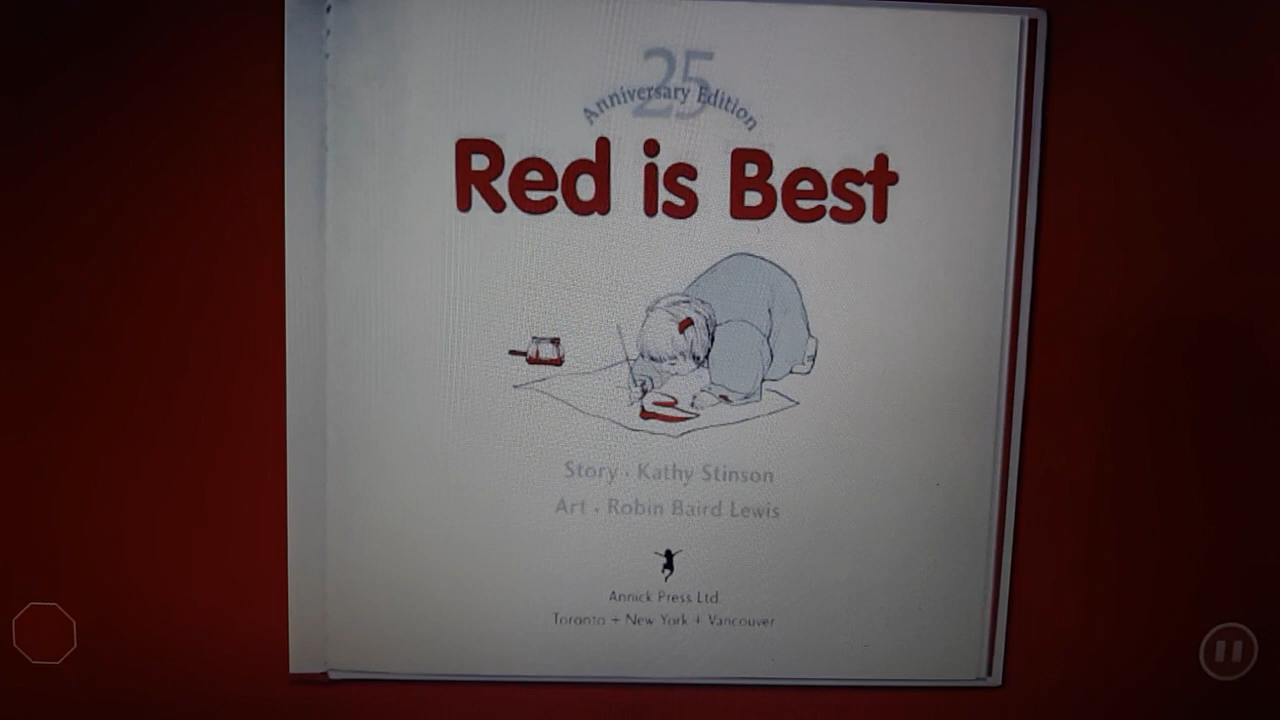 25
Anniversary Edition
Red is Best
Story · Kathy Stinson
Art · Robin Baird Lewis
Annick Press Ltd.
Toronto + New York + Vancouver